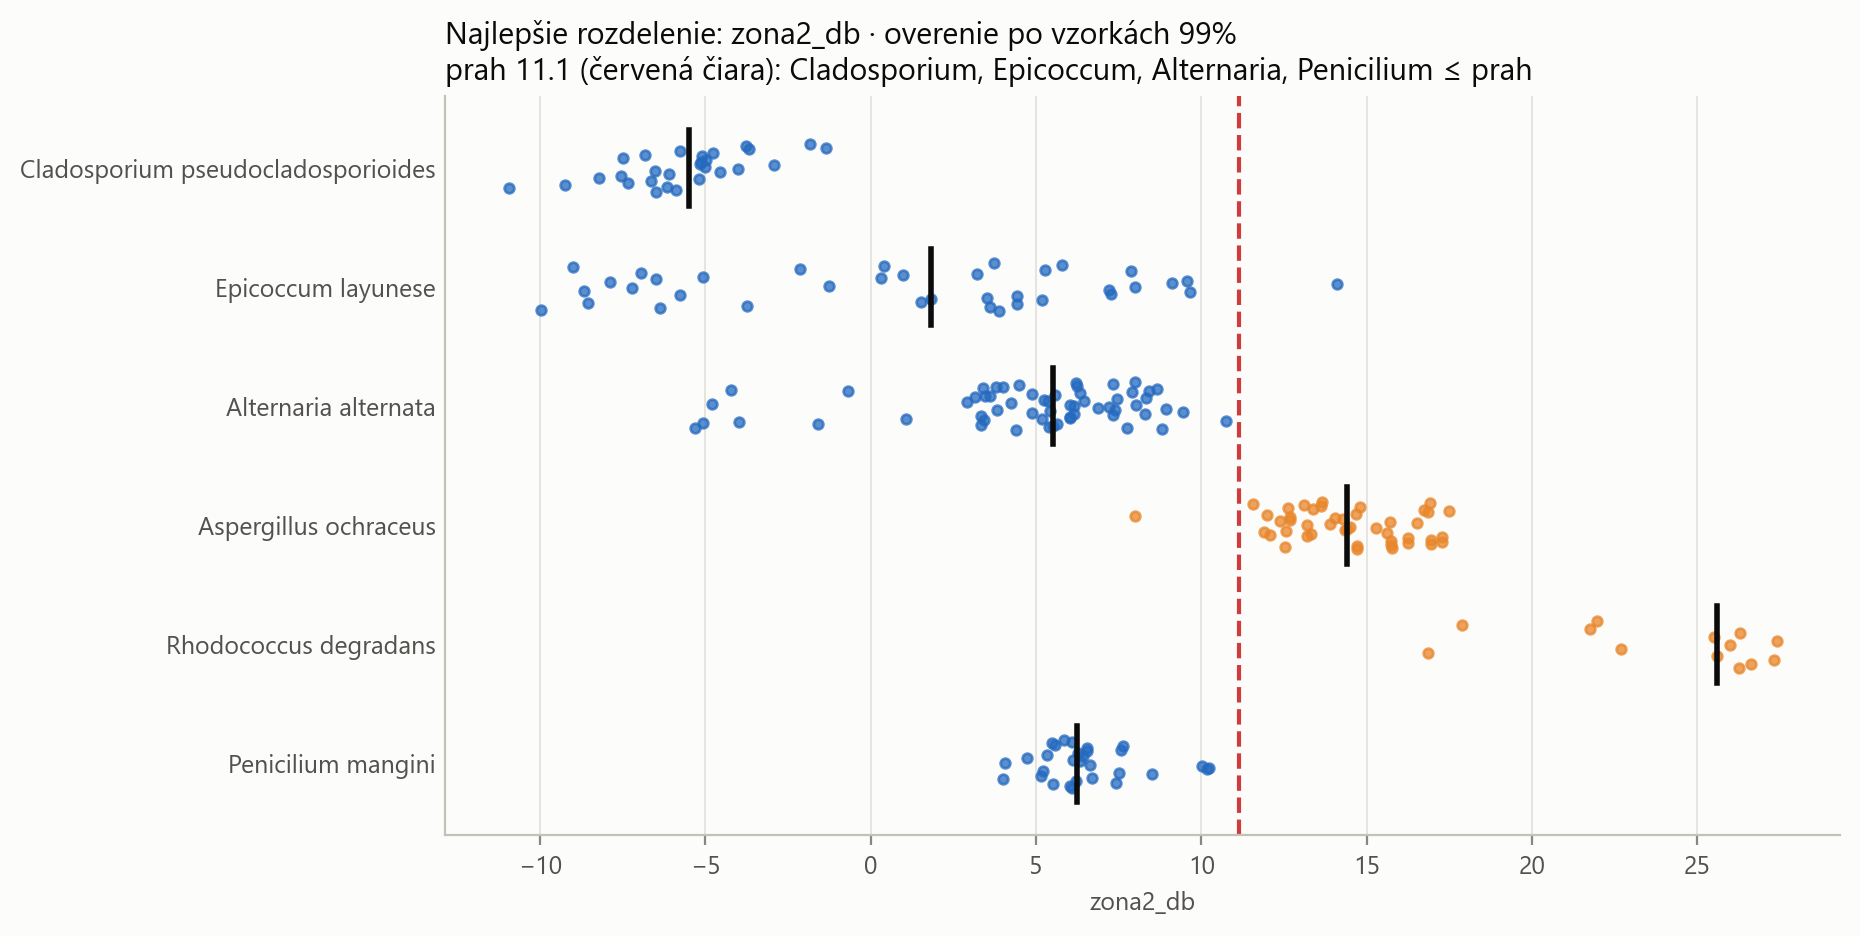 Najlepšie rozdelenie: zona2_db · overenie po vzorkách 99%
prah 11.1 (červená čiara): Cladosporium, Epicoccum, Alternaria, Penicilium ≤ prah
Cladosporium pseudocladosporioides
Epicoccum layunese
Alternaria alternata
Aspergillus ochraceus
Rhodococcus degradans
Penicilium mangini
−10 −5 0 5 10 15 20 25
zona2_db